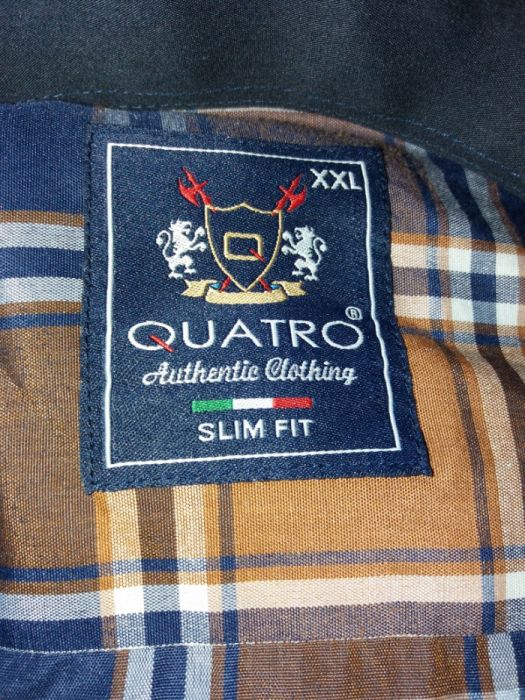 XXL
Q
QUATRO®
Authentic Clothing
SLIM FIT